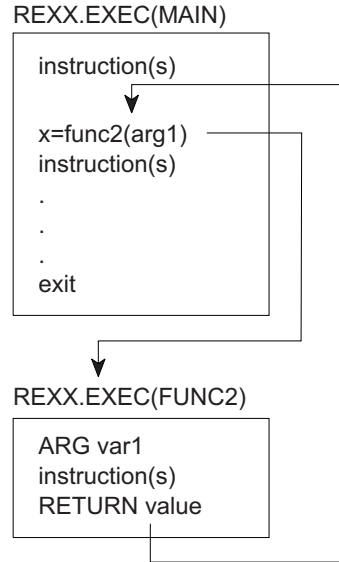 REXX.EXEC(MAIN)
instruction(s)
x=func2(arg1)
instruction(s)
.
.
.
exit
REXX.EXEC(FUNC2)
ARG var1
instruction(s)
RETURN value